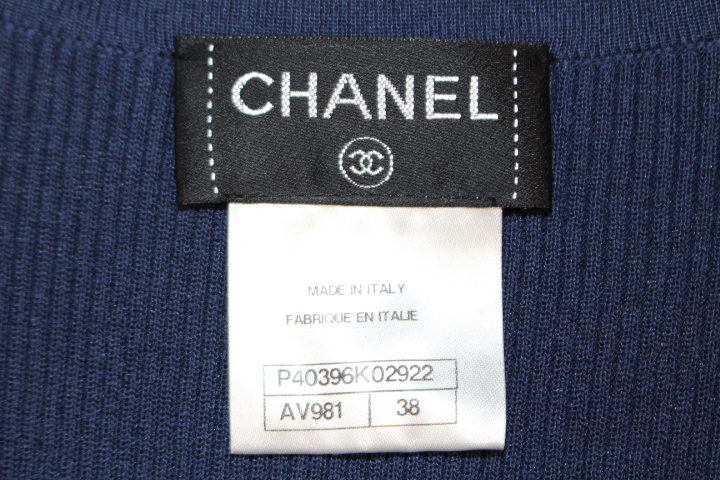 CHANEL
MADE IN ITALY
FABRIQUE EN ITALIE
P40396K02922
AV981 38